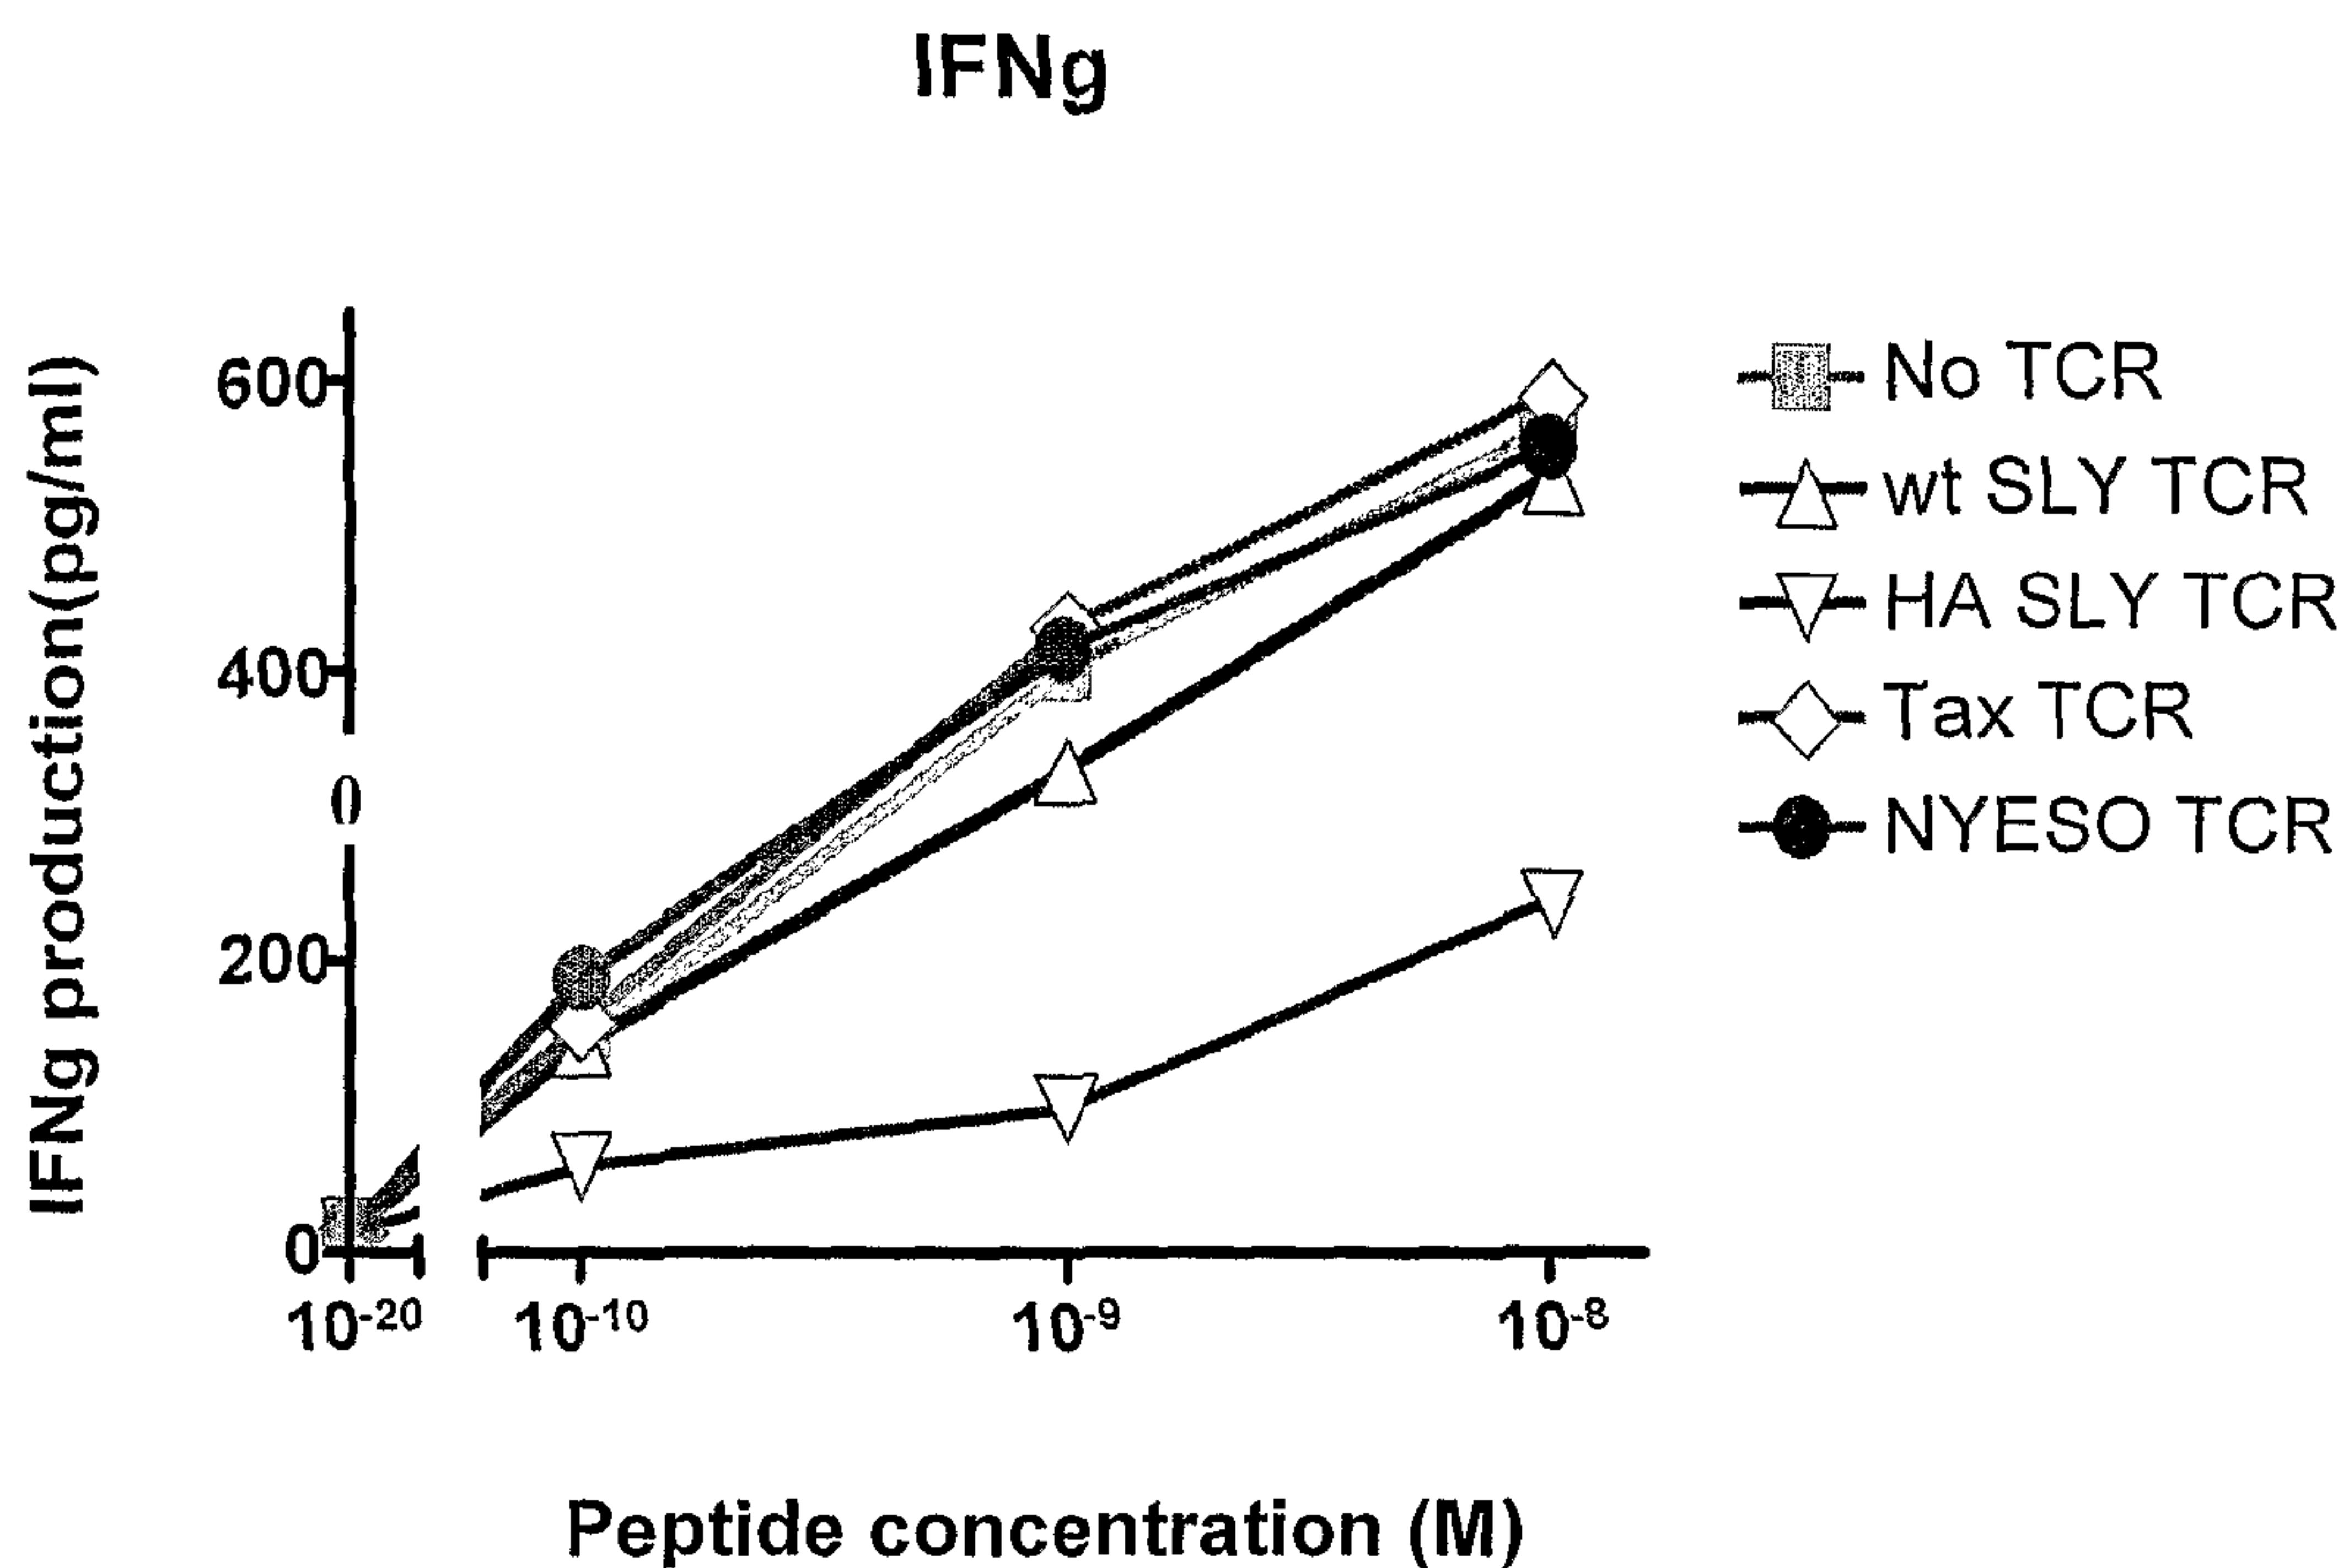 IFNg
IFNg production(pg/ml)
600
400
0
200
0
10-20
10-10
10-9
10-8
Peptide concentration (M)
No TCR
wt SLY TCR
HA SLY TCR
Tax TCR
NYESO TCR